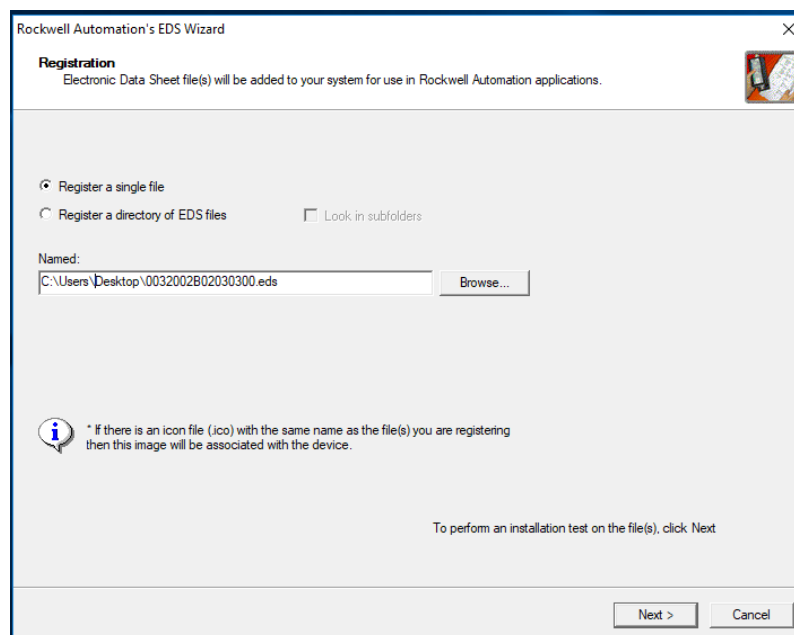 Rockwell Automation's EDS Wizard
Registration
Electronic Data Sheet file(s) will be added to your system for use in Rockwell Automation applications.
Register a single file
Register a directory of EDS files
Look in subfolders
Named:
C:\Users\Desktop\0032002B02030300.eds
Browse...
* If there is an icon file (.ico) with the same name as the file(s) you are registering
then this image will be associated with the device.
To perform an installation test on the file(s), click Next
Next >
Cancel